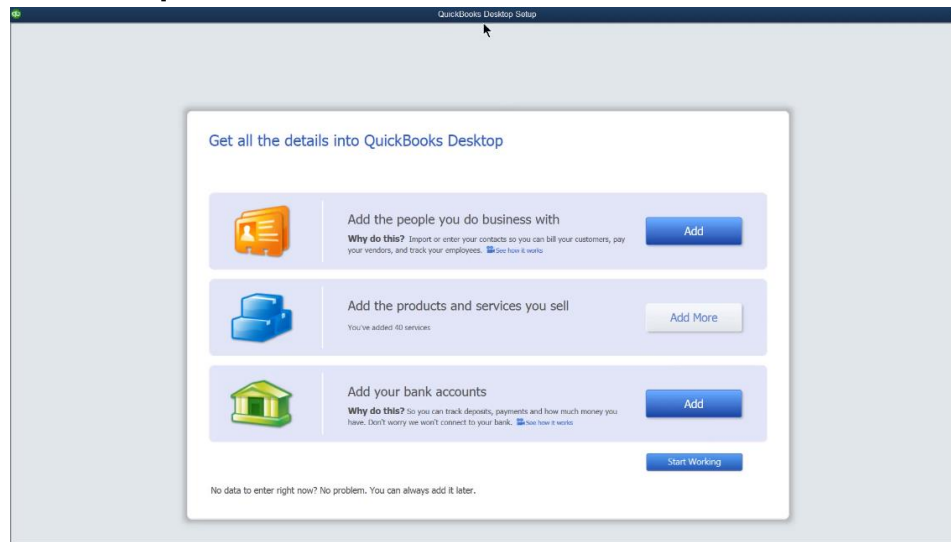 QuickBooks Desktop Setup
Get all the details into QuickBooks Desktop
Add the people you do business with
Why do this? Import or enter your contacts so you can bill your customers, pay
your vendors, and track your employees. See how it works
Add
Add the products and services you sell
You've added 40 services
Add More
Add your bank accounts
Why do this? So you can track deposits, payments and how much money you
have. Don't worry we won't connect to your bank. See how it works
Add
Start Working
No data to enter right now? No problem. You can always add it later.